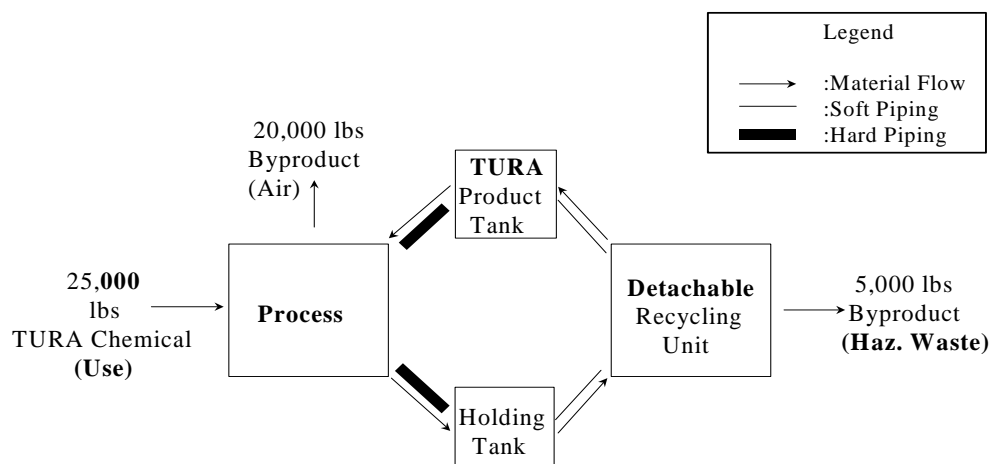 Legend
:Material Flow
:Soft Piping
:Hard Piping
20,000 lbs
Byproduct
(Air)
TURA
Product
Tank
25,000
lbs
TURA Chemical
(Use)
Process
Detachable
Recycling
Unit
5,000 lbs
Byproduct
(Haz. Waste)
Holding
Tank